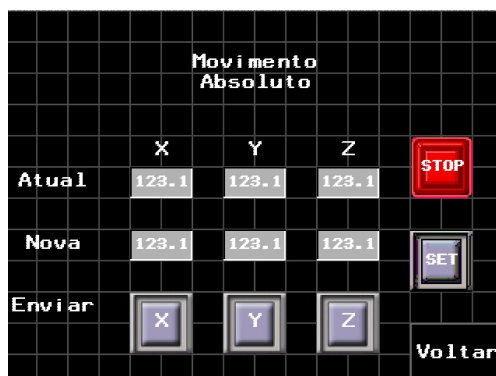 Movimento
Absoluto
X Y Z
STOP
Atual 123.1 123.1 123.1
Nova 123.1 123.1 123.1
SET
Enviar X Y Z
Voltar